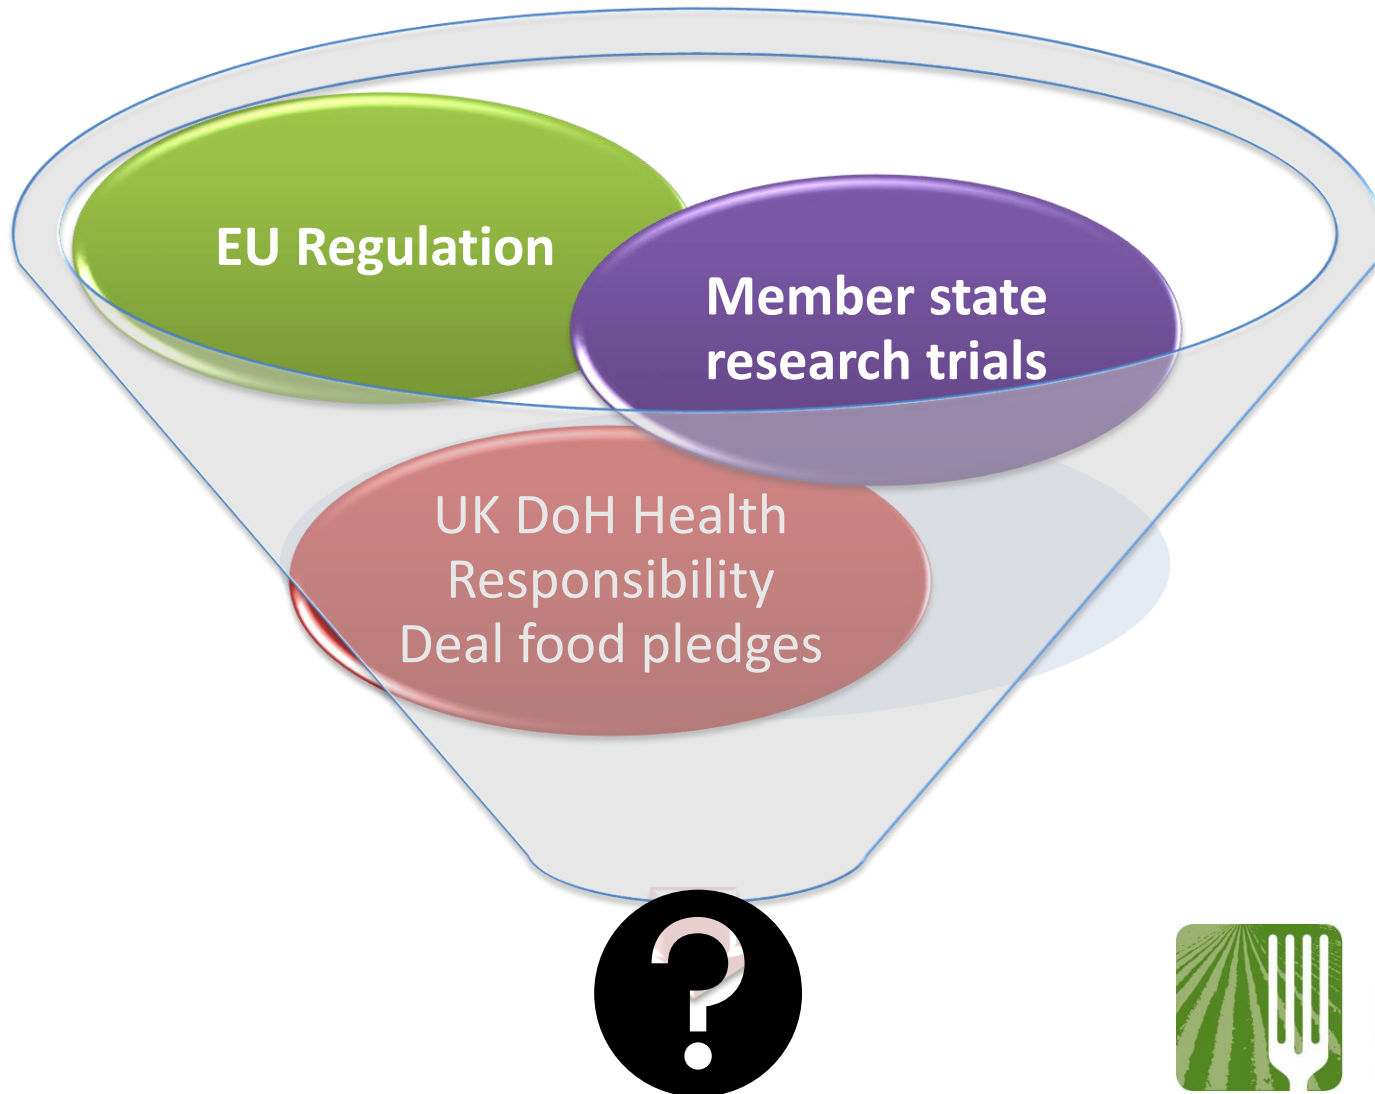 EU Regulation
Member state
research trials
UK DoH Health
Responsibility
Deal food pledges
?